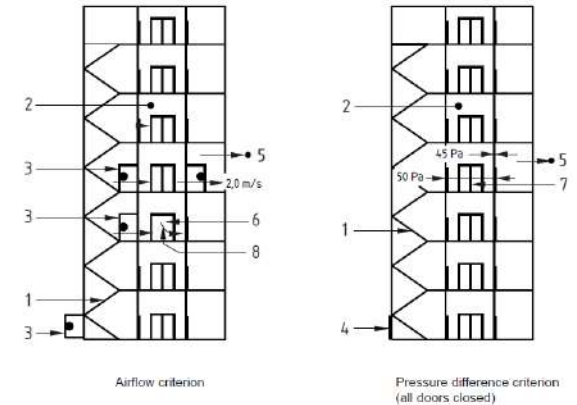 2
3
5
2,0 m/s
3
6
8
1
3
Airflow criterion
2
45 Pa
5
50 Pa
7
1
4
Pressure difference criterion
(all doors closed)